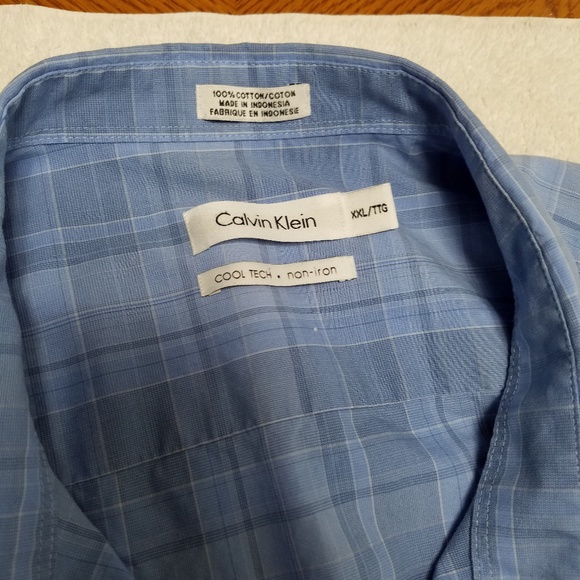 100% COTTON/COTON
MADE IN INDONESIA
FABRIQUE EN INDONESIE
Calvin Klein
XXL/TTG
COOL TECH • non-iron